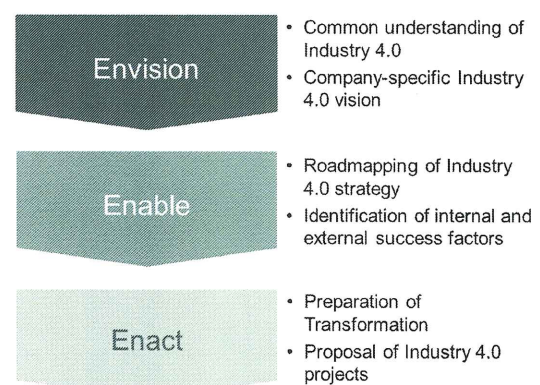 Envision
• Common understanding of
Industry 4.0
• Company-specific Industry
4.0 vision
Enable
• Roadmapping of Industry
4.0 strategy
• Identification of internal and
external success factors
Enact
• Preparation of
Transformation
• Proposal of Industry 4.0
projects